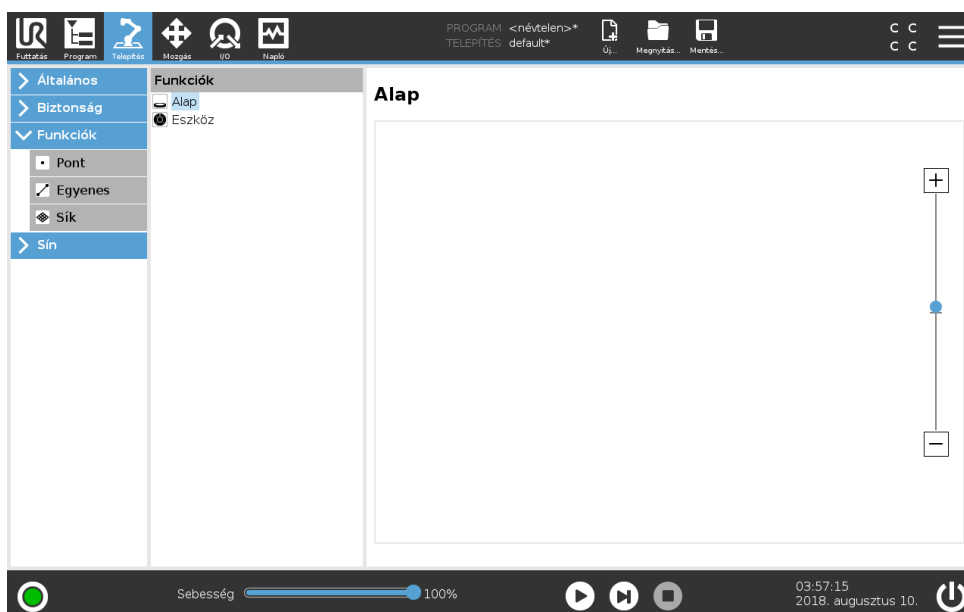 UR
PROGRAM <névtelen>*
TELEPÍTÉS default*
Futtatás Program Telepítés Mozgás I/O Napló Új... Megnyitás... Mentés...
C C
C C
Általános
Biztonság
Funkciók
Pont
Egyenes
Sík
Sín
Funkciók
Alap
Eszköz
Alap
Sebesség 100%
03:57:15
2018. augusztus 10.